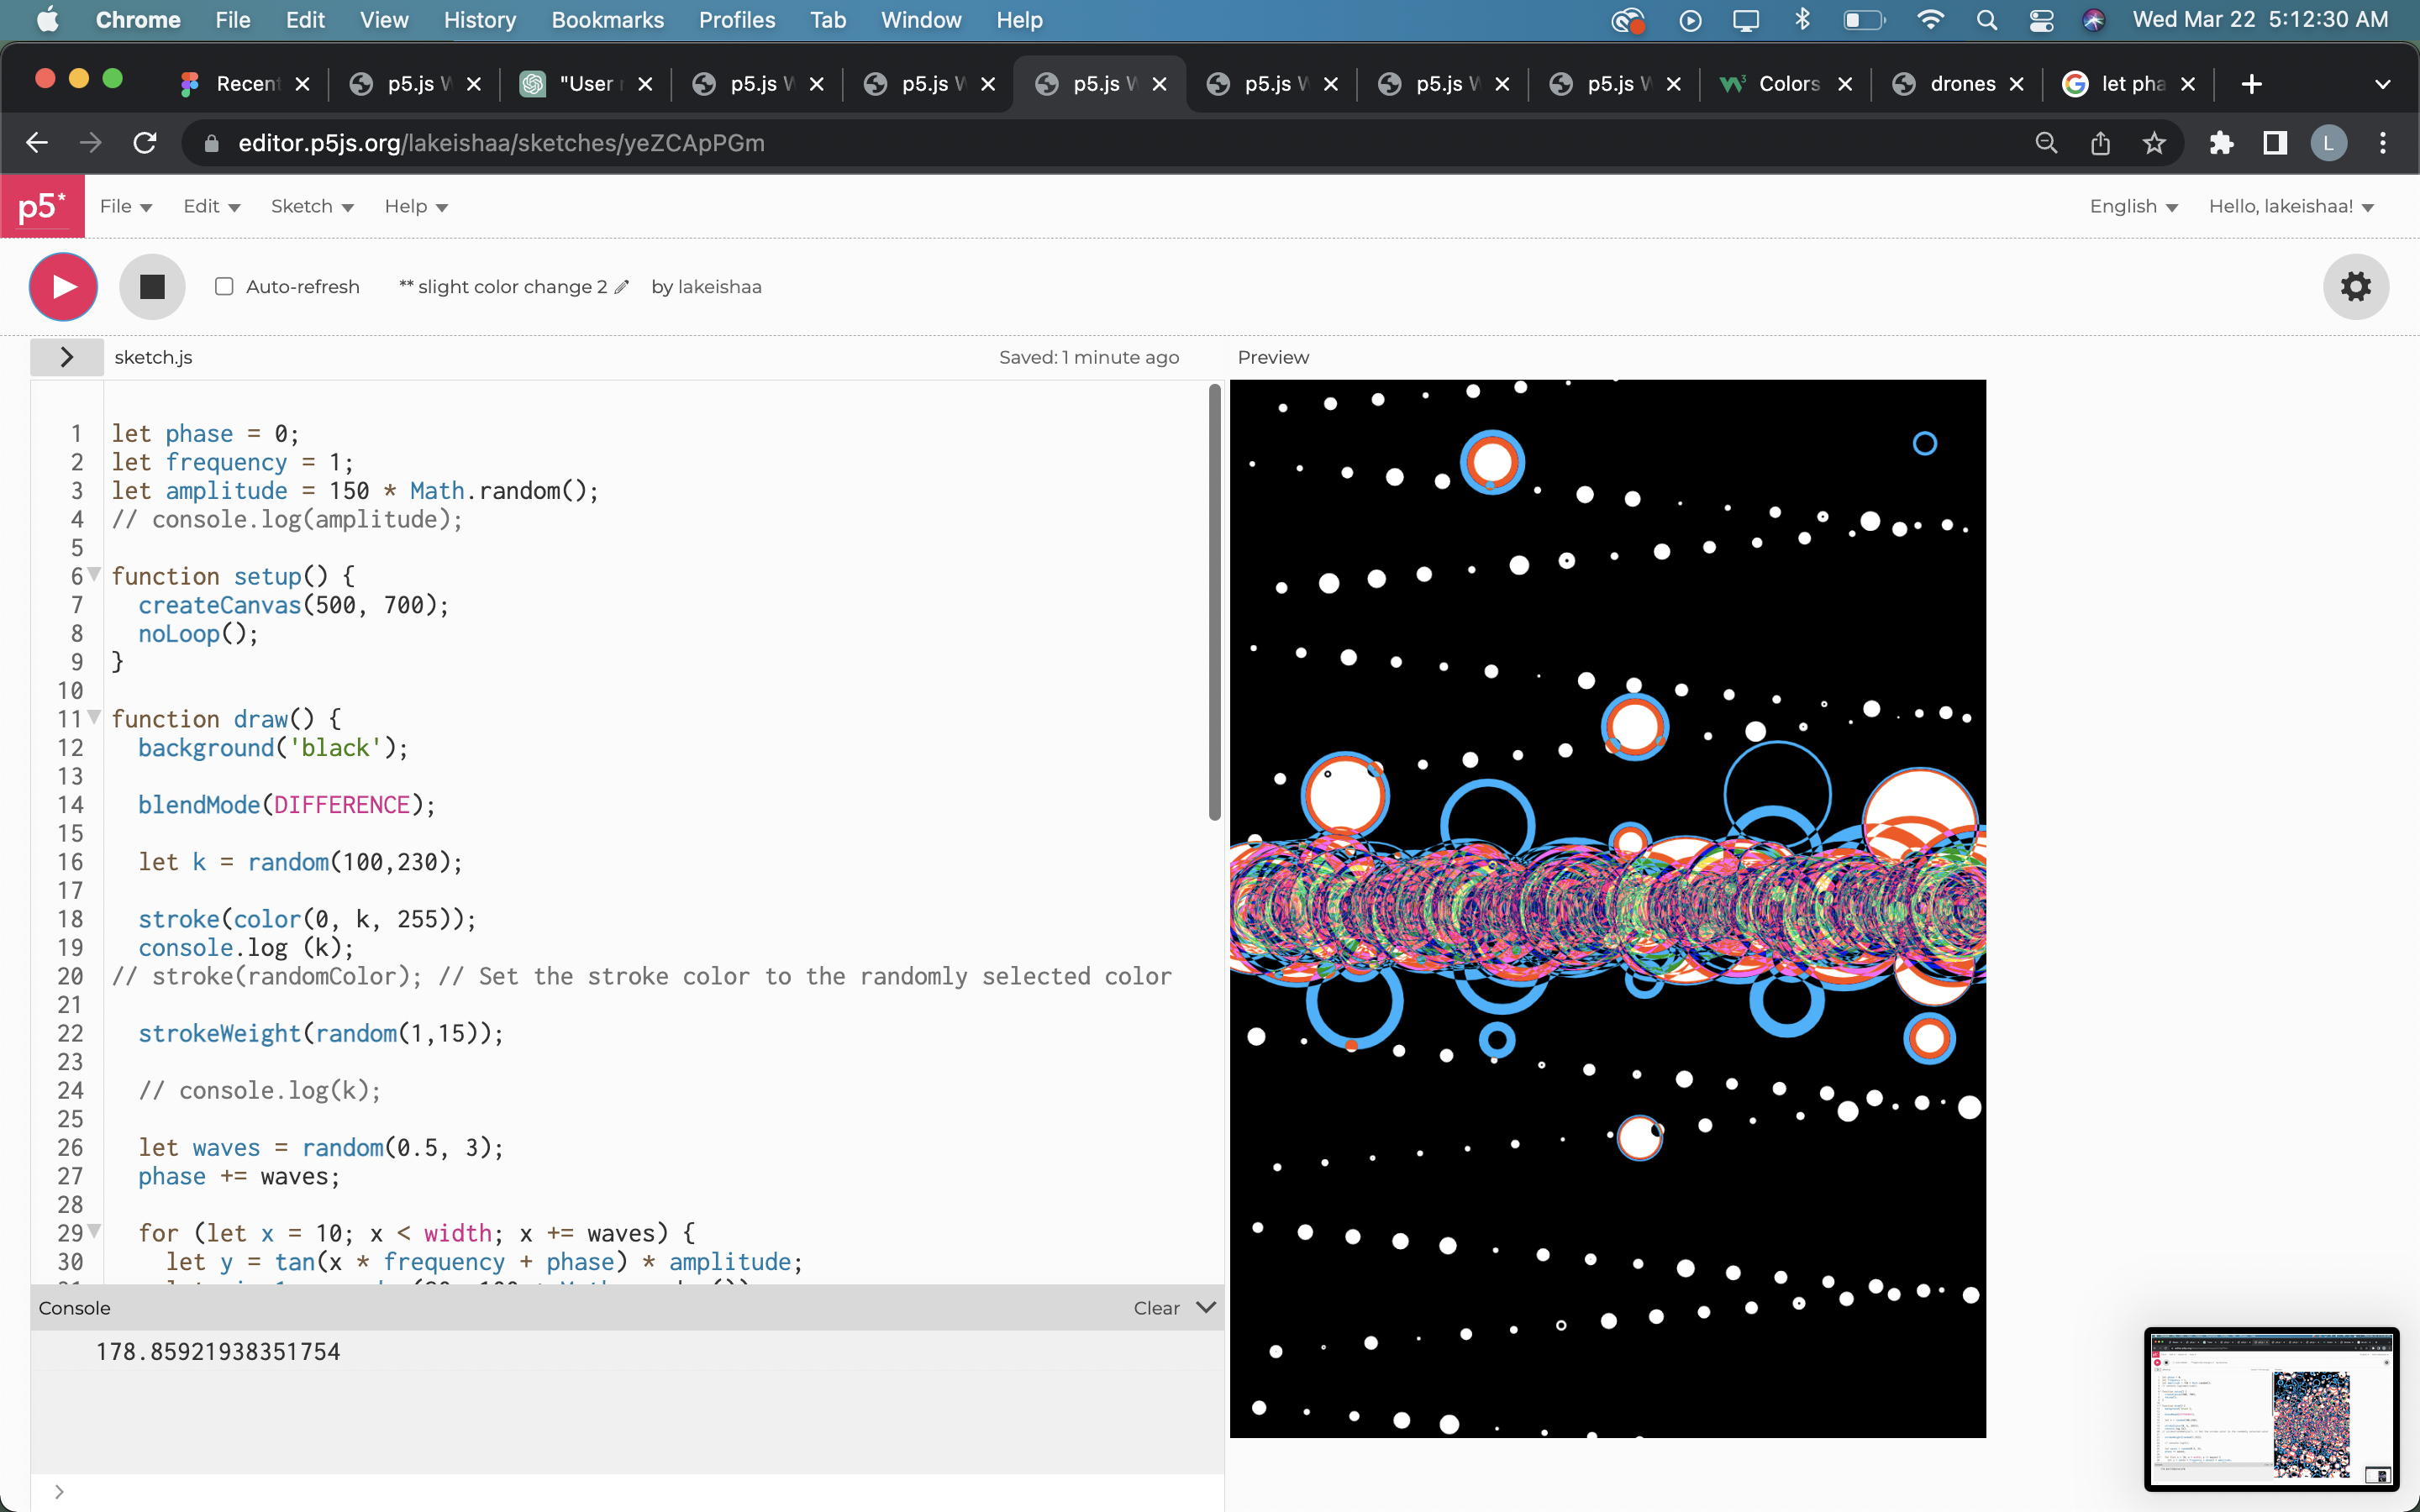 Chrome File Edit View History Bookmarks Profiles Tab Window Help Wed Mar 22 5:12:30 AM
Recent p5.js W "User p5.js W p5.js W p5.js W p5.js W p5.js W p5.js W Colors drones let pha
editor.p5js.org/lakeishaa/sketches/yeZCApPGm L
p5* File Edit Sketch Help English Hello, lakeishaa!
Auto-refresh ** slight color change 2 by lakeishaa
sketch.js Saved: 1 minute ago Preview
1 let phase = 0;
2 let frequency = 1;
3 let amplitude = 150 * Math.random();
4 // console.log(amplitude);
5
6 function setup() {
7 createCanvas(500, 700);
8 noLoop();
9 }
10
11 function draw() {
12 background('black');
13
14 blendMode(DIFFERENCE);
15
16 let k = random(100,230);
17
18 stroke(color(0, k, 255));
19 console.log (k);
20 // stroke(randomColor); // Set the stroke color to the randomly selected color
21
22 strokeWeight(random(1,15));
23
24 // console.log(k);
25
26 let waves = random(0.5, 3);
27 phase += waves;
28
29 for (let x = 10; x < width; x += waves) {
30 let y = tan(x * frequency + phase) * amplitude;
Console Clear
178.85921938351754